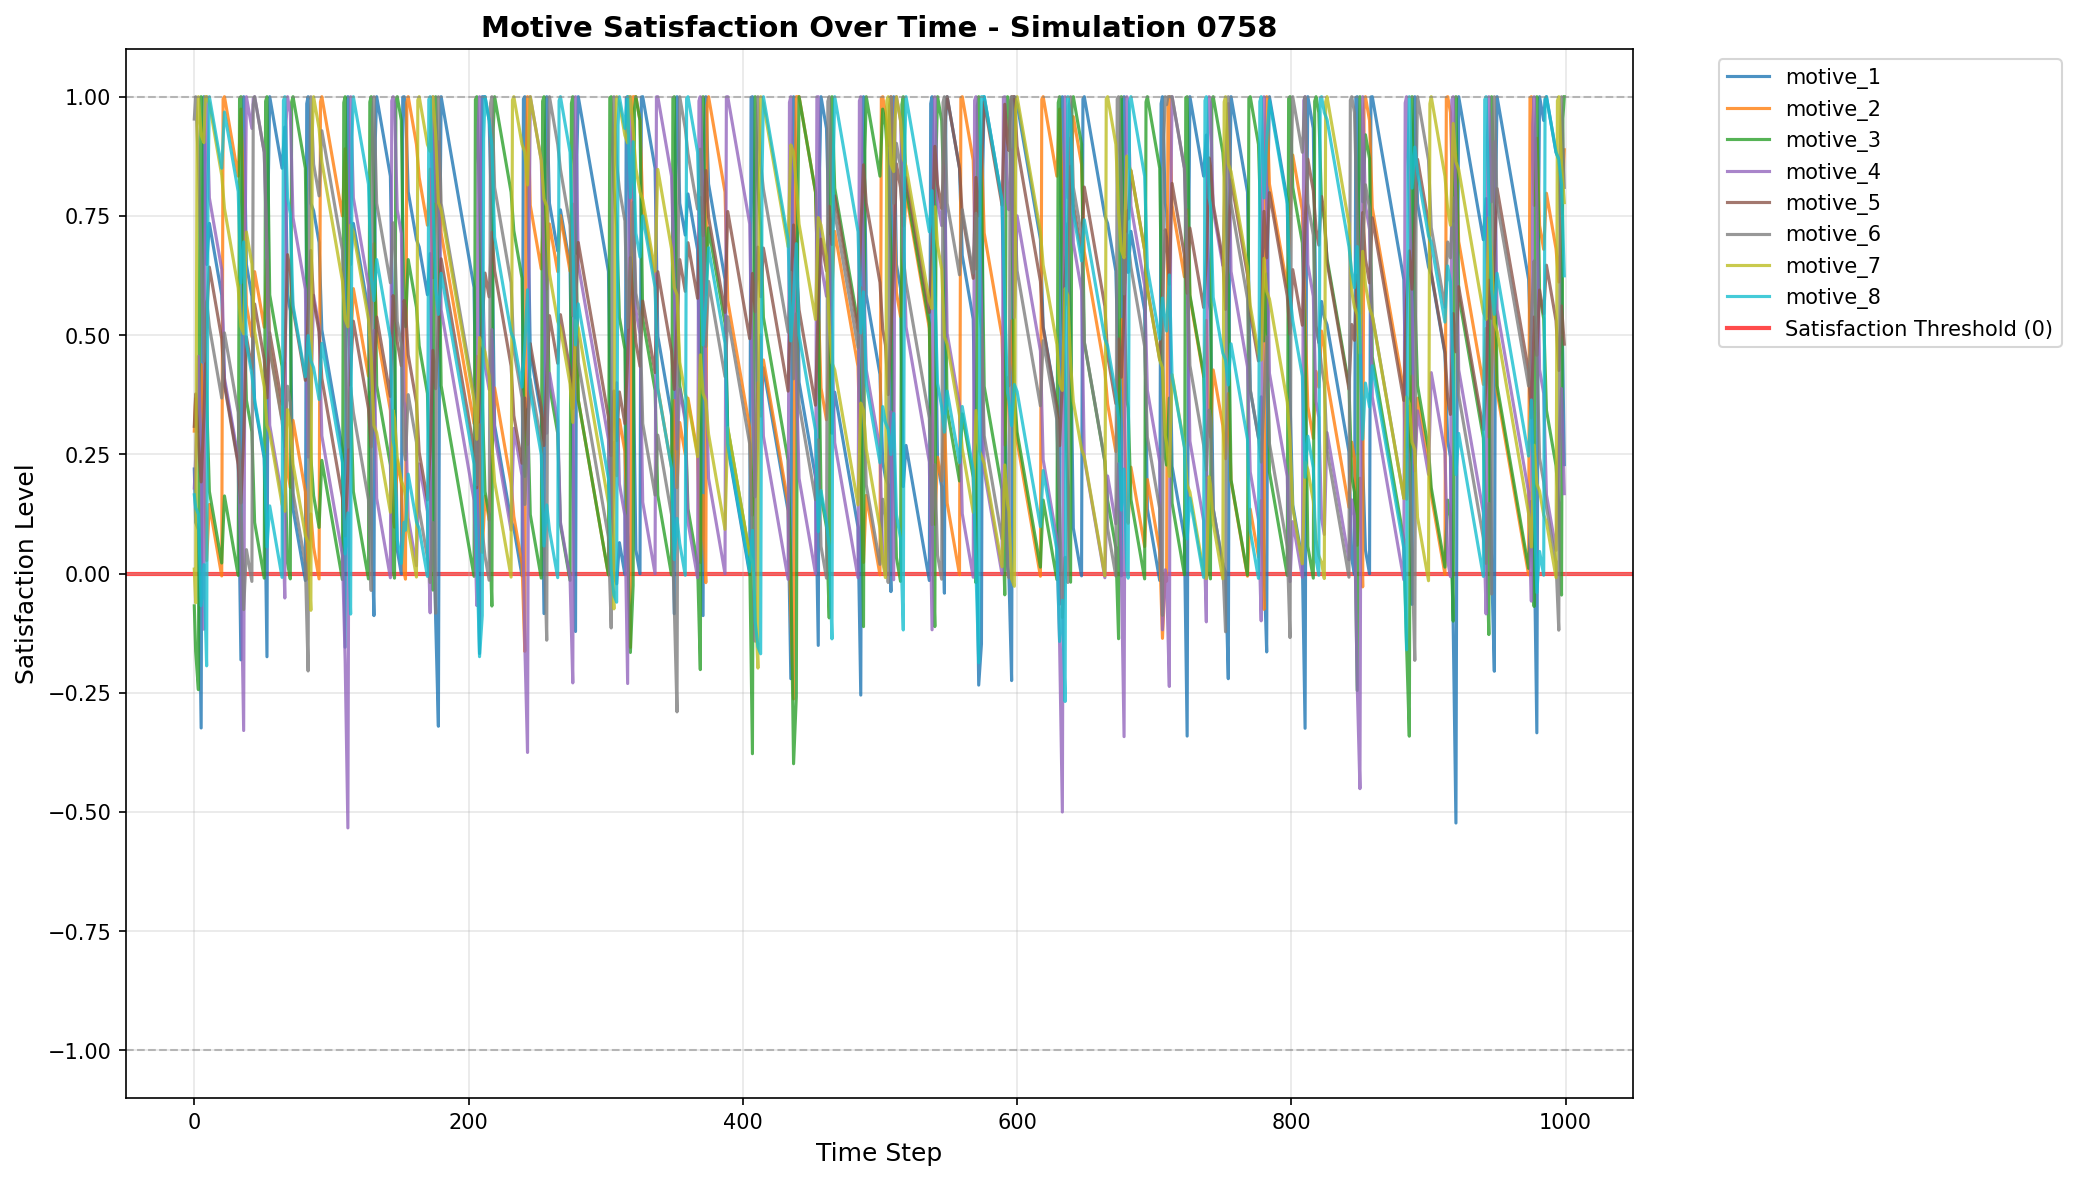 Motive Satisfaction Over Time - Simulation 0758
Satisfaction Level
1.00
0.75
0.50
0.25
0.00
−0.25
−0.50
−0.75
−1.00
0
200
400
600
800
1000
Time Step
motive_1
motive_2
motive_3
motive_4
motive_5
motive_6
motive_7
motive_8
Satisfaction Threshold (0)